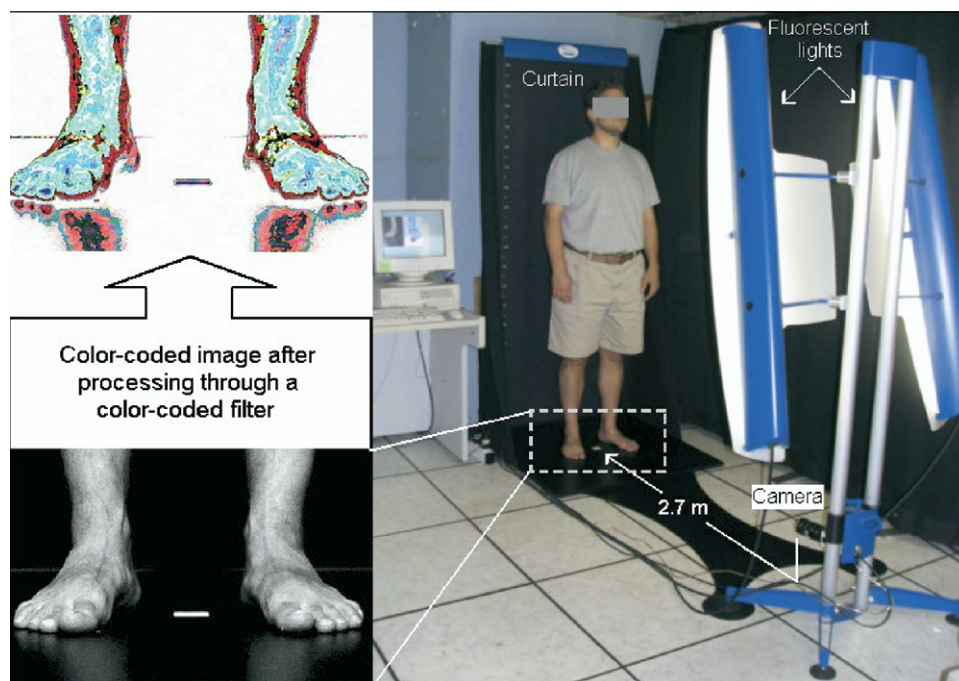 Fluorescent
lights
Curtain
Color-coded image after
processing through a
color-coded filter
2.7 m
Camera